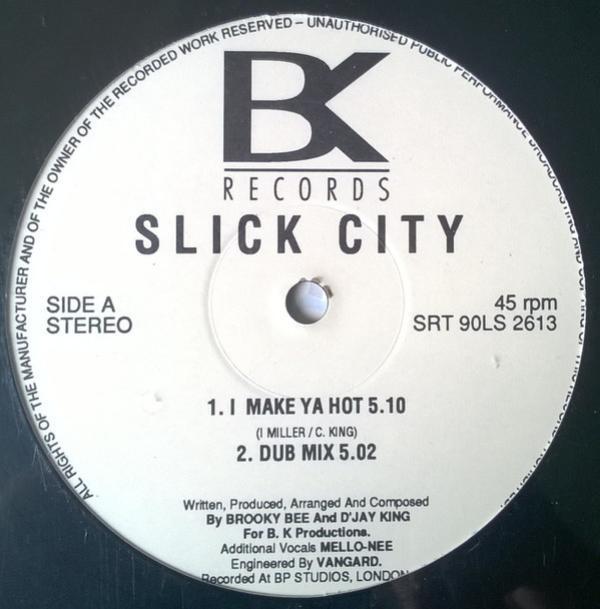 ALL RIGHTS OF THE MANUFACTURER AND OF THE OWNER OF THE RECORDED WORK RESERVED – UNAUTHORISED PUBLIC PERFORMANCE BROADCASTING AND
BK
RECORDS
SLICK CITY
SIDE A
STEREO
45 rpm
SRT 90LS 2613
1. I MAKE YA HOT 5.10
(I MILLER / C. KING)
2. DUB MIX 5.02
Written, Produced, Arranged And Composed
By BROOKY BEE And D'JAY KING
For B. K Productions.
Additional Vocals MELLO-NEE
Engineered By VANGARD.
Recorded At BP STUDIOS, LONDON